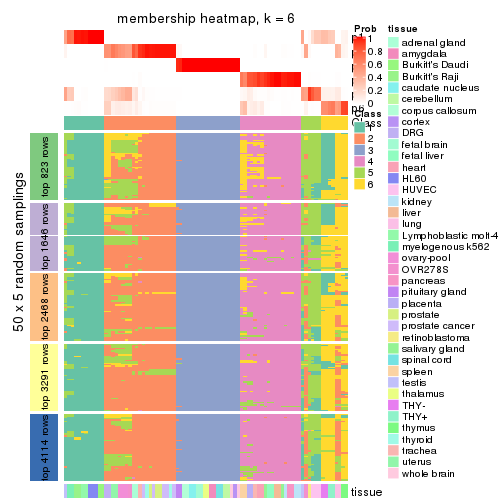 membership heatmap, k = 6
50 x 5 random samplings
top 823 rows
top 1646 rows
top 2468 rows
top 3291 rows
top 4114 rows
Prob
1
0.8
0.6
0.4
0.2
0
Class
1
2
3
4
5
6
tissue
adrenal gland
amygdala
Burkitt's Daudi
Burkitt's Raji
caudate nucleus
cerebellum
corpus callosum
cortex
DRG
fetal brain
fetal liver
heart
HL60
HUVEC
kidney
liver
lung
Lymphoblastic molt-4
myelogenous k562
ovary-pool
OVR278S
pancreas
pituitary gland
placenta
prostate
prostate cancer
retinoblastoma
salivary gland
spinal cord
spleen
testis
thalamus
THY-
THY+
thymus
thyroid
trachea
uterus
whole brain
tissue